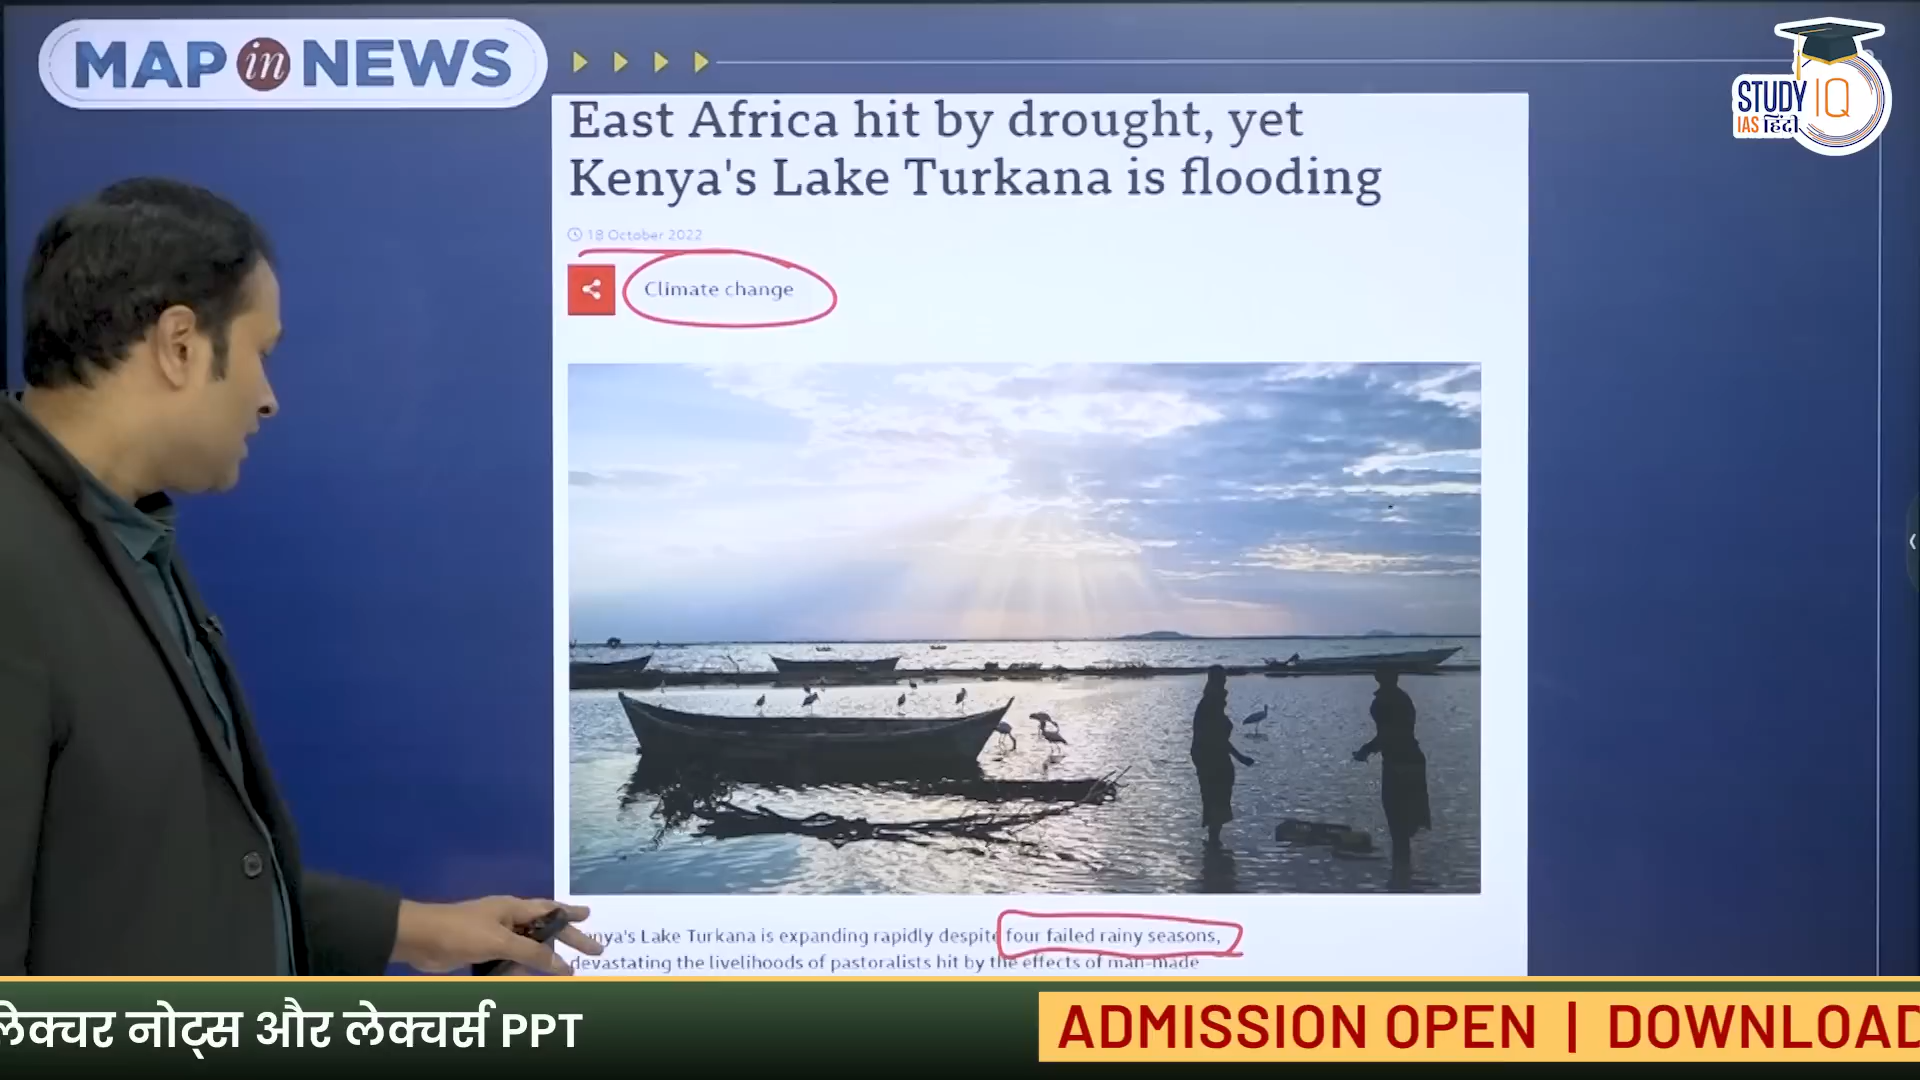 MAP in NEWS
STUDY IQ
IAS हिंदी
East Africa hit by drought, yet
Kenya's Lake Turkana is flooding
18 October 2022
Climate change
Kenya's Lake Turkana is expanding rapidly despite four failed rainy seasons,
devastating the livelihoods of pastoralists hit by the effects of man-made
लेक्चर नोट्स और लेक्चर्स PPT
ADMISSION OPEN | DOWNLOAD